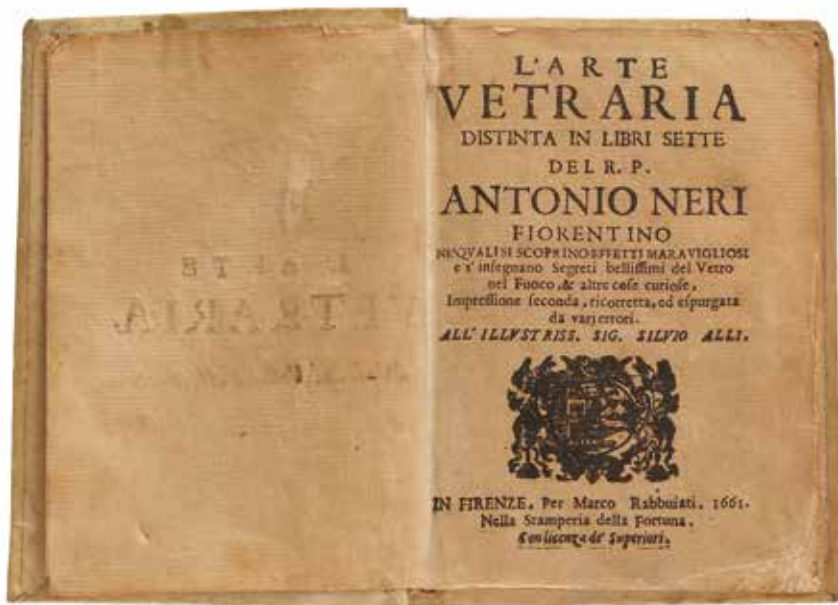 L'ARTE
VETRARIA
DISTINTA IN LIBRI SETTE
DEL R. P.
ANTONIO NERI
FIORENTINO
NE QVALI SI SCOPRINO EFFETTI MARAVIGLIOSI
e s' insegnano Segreti bellissimi del Vetro
nel Fuoco, & altre cose curiose.
Impressione seconda, ricorretta, ed espurgata
da varj errori.
ALL' ILLVSTRISS. SIG. SILVIO ALLI.
IN FIRENZE. Per Marco Rabbuiati. 1661.
Nella Stamperia della Fortuna.
Con licenza de' Superiori.